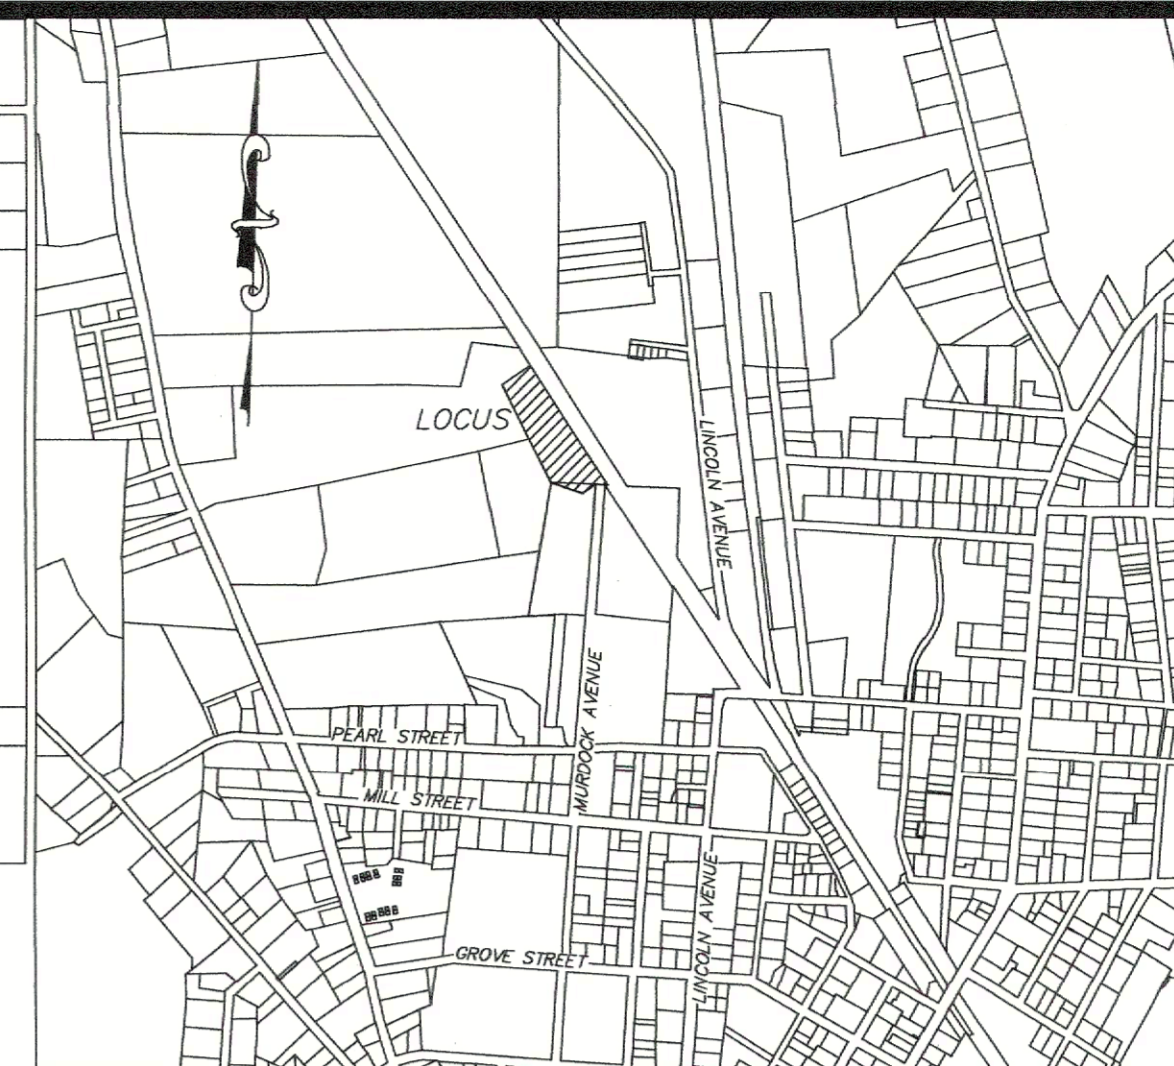 LOCUS
LINCOLN AVENUE
MURDOCK AVENUE
PEARL STREET
MILL STREET
LINCOLN AVENUE
GROVE STREET